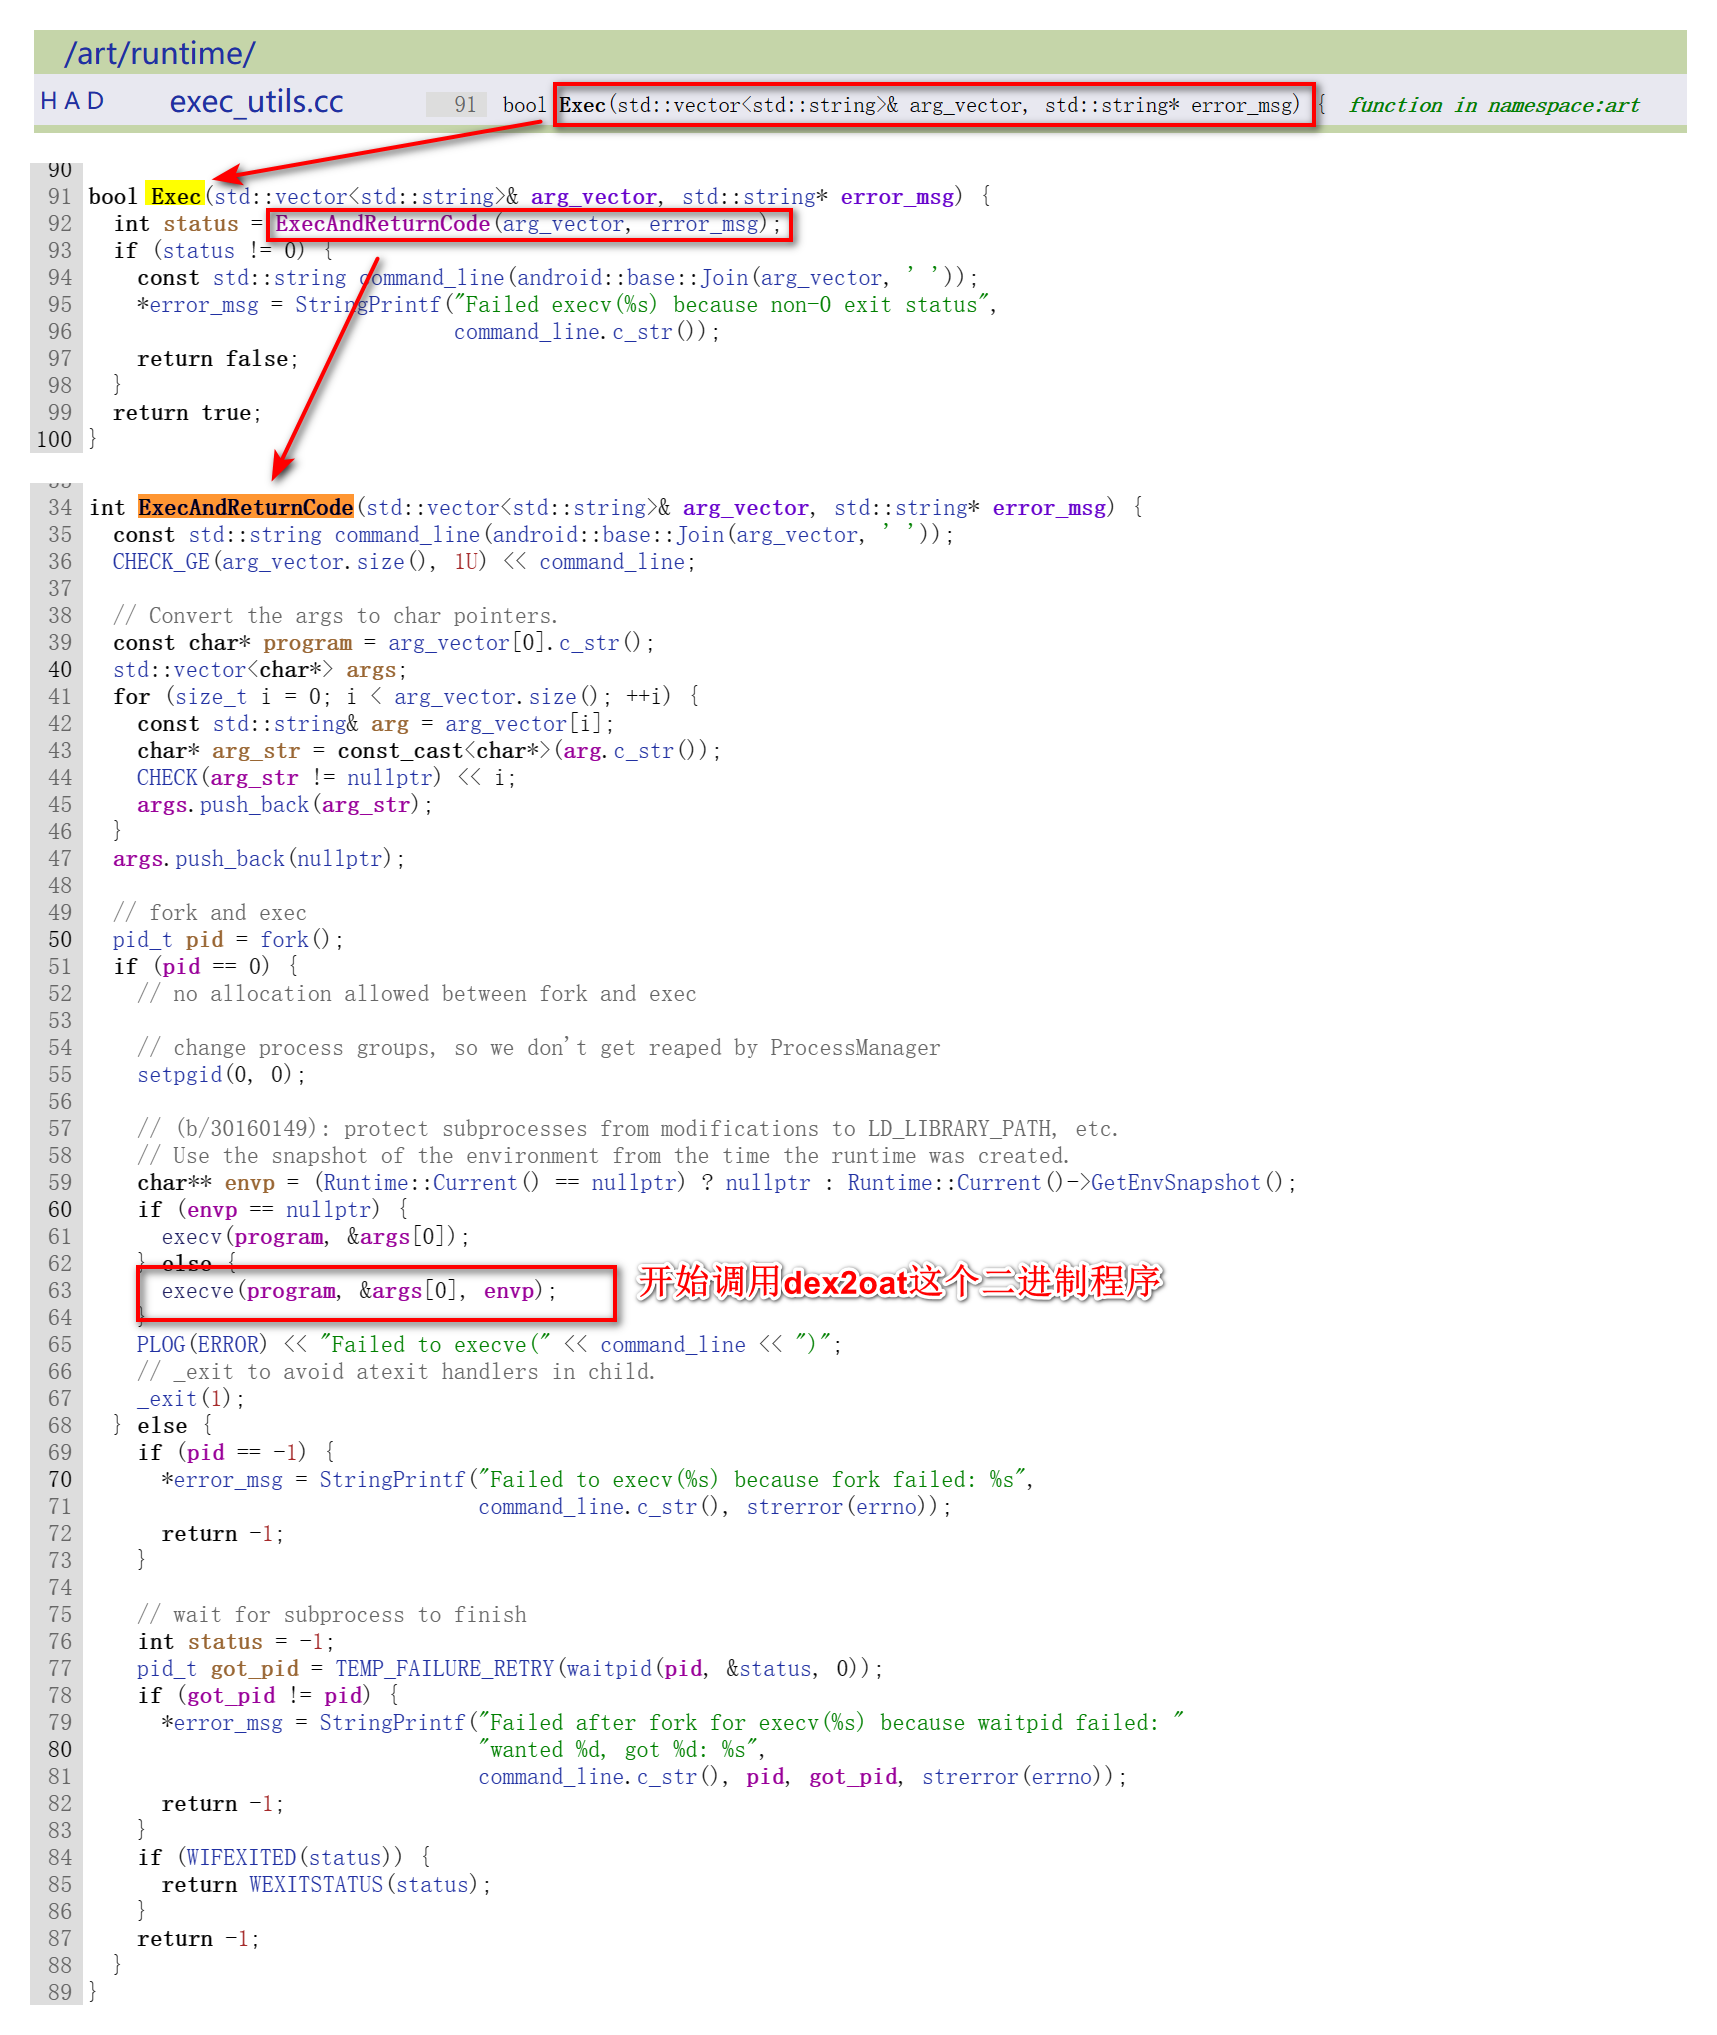 /art/runtime/
H A D exec_utils.cc 91 bool Exec(std::vector<std::string>& arg_vector, std::string* error_msg) { function in namespace:art
90
91 bool Exec(std::vector<std::string>& arg_vector, std::string* error_msg) {
92   int status = ExecAndReturnCode(arg_vector, error_msg);
93   if (status != 0) {
94     const std::string command_line(android::base::Join(arg_vector, ' '));
95     *error_msg = StringPrintf("Failed execv(%s) because non-0 exit status",
96                               command_line.c_str());
97     return false;
98   }
99   return true;
100 }
34 int ExecAndReturnCode(std::vector<std::string>& arg_vector, std::string* error_msg) {
35   const std::string command_line(android::base::Join(arg_vector, ' '));
36   CHECK_GE(arg_vector.size(), 1U) << command_line;
37
38   // Convert the args to char pointers.
39   const char* program = arg_vector[0].c_str();
40   std::vector<char*> args;
41   for (size_t i = 0; i < arg_vector.size(); ++i) {
42     const std::string& arg = arg_vector[i];
43     char* arg_str = const_cast<char*>(arg.c_str());
44     CHECK(arg_str != nullptr) << i;
45     args.push_back(arg_str);
46   }
47   args.push_back(nullptr);
48
49   // fork and exec
50   pid_t pid = fork();
51   if (pid == 0) {
52     // no allocation allowed between fork and exec
53
54     // change process groups, so we don't get reaped by ProcessManager
55     setpgid(0, 0);
56
57     // (b/30160149): protect subprocesses from modifications to LD_LIBRARY_PATH, etc.
58     // Use the snapshot of the environment from the time the runtime was created.
59     char** envp = (Runtime::Current() == nullptr) ? nullptr : Runtime::Current()->GetEnvSnapshot();
60     if (envp == nullptr) {
61       execv(program, &args[0]);
62     } else {
63       execve(program, &args[0], envp); 开始调用dex2oat这个二进制程序
64     }
65     PLOG(ERROR) << "Failed to execve(" << command_line << ")";
66     // _exit to avoid atexit handlers in child.
67     _exit(1);
68   } else {
69     if (pid == -1) {
70       *error_msg = StringPrintf("Failed to execv(%s) because fork failed: %s",
71                                 command_line.c_str(), strerror(errno));
72       return -1;
73     }
74
75     // wait for subprocess to finish
76     int status = -1;
77     pid_t got_pid = TEMP_FAILURE_RETRY(waitpid(pid, &status, 0));
78     if (got_pid != pid) {
79       *error_msg = StringPrintf("Failed after fork for execv(%s) because waitpid failed: "
80                                 "wanted %d, got %d: %s",
81                                 command_line.c_str(), pid, got_pid, strerror(errno));
82       return -1;
83     }
84     if (WIFEXITED(status)) {
85       return WEXITSTATUS(status);
86     }
87     return -1;
88   }
89 }